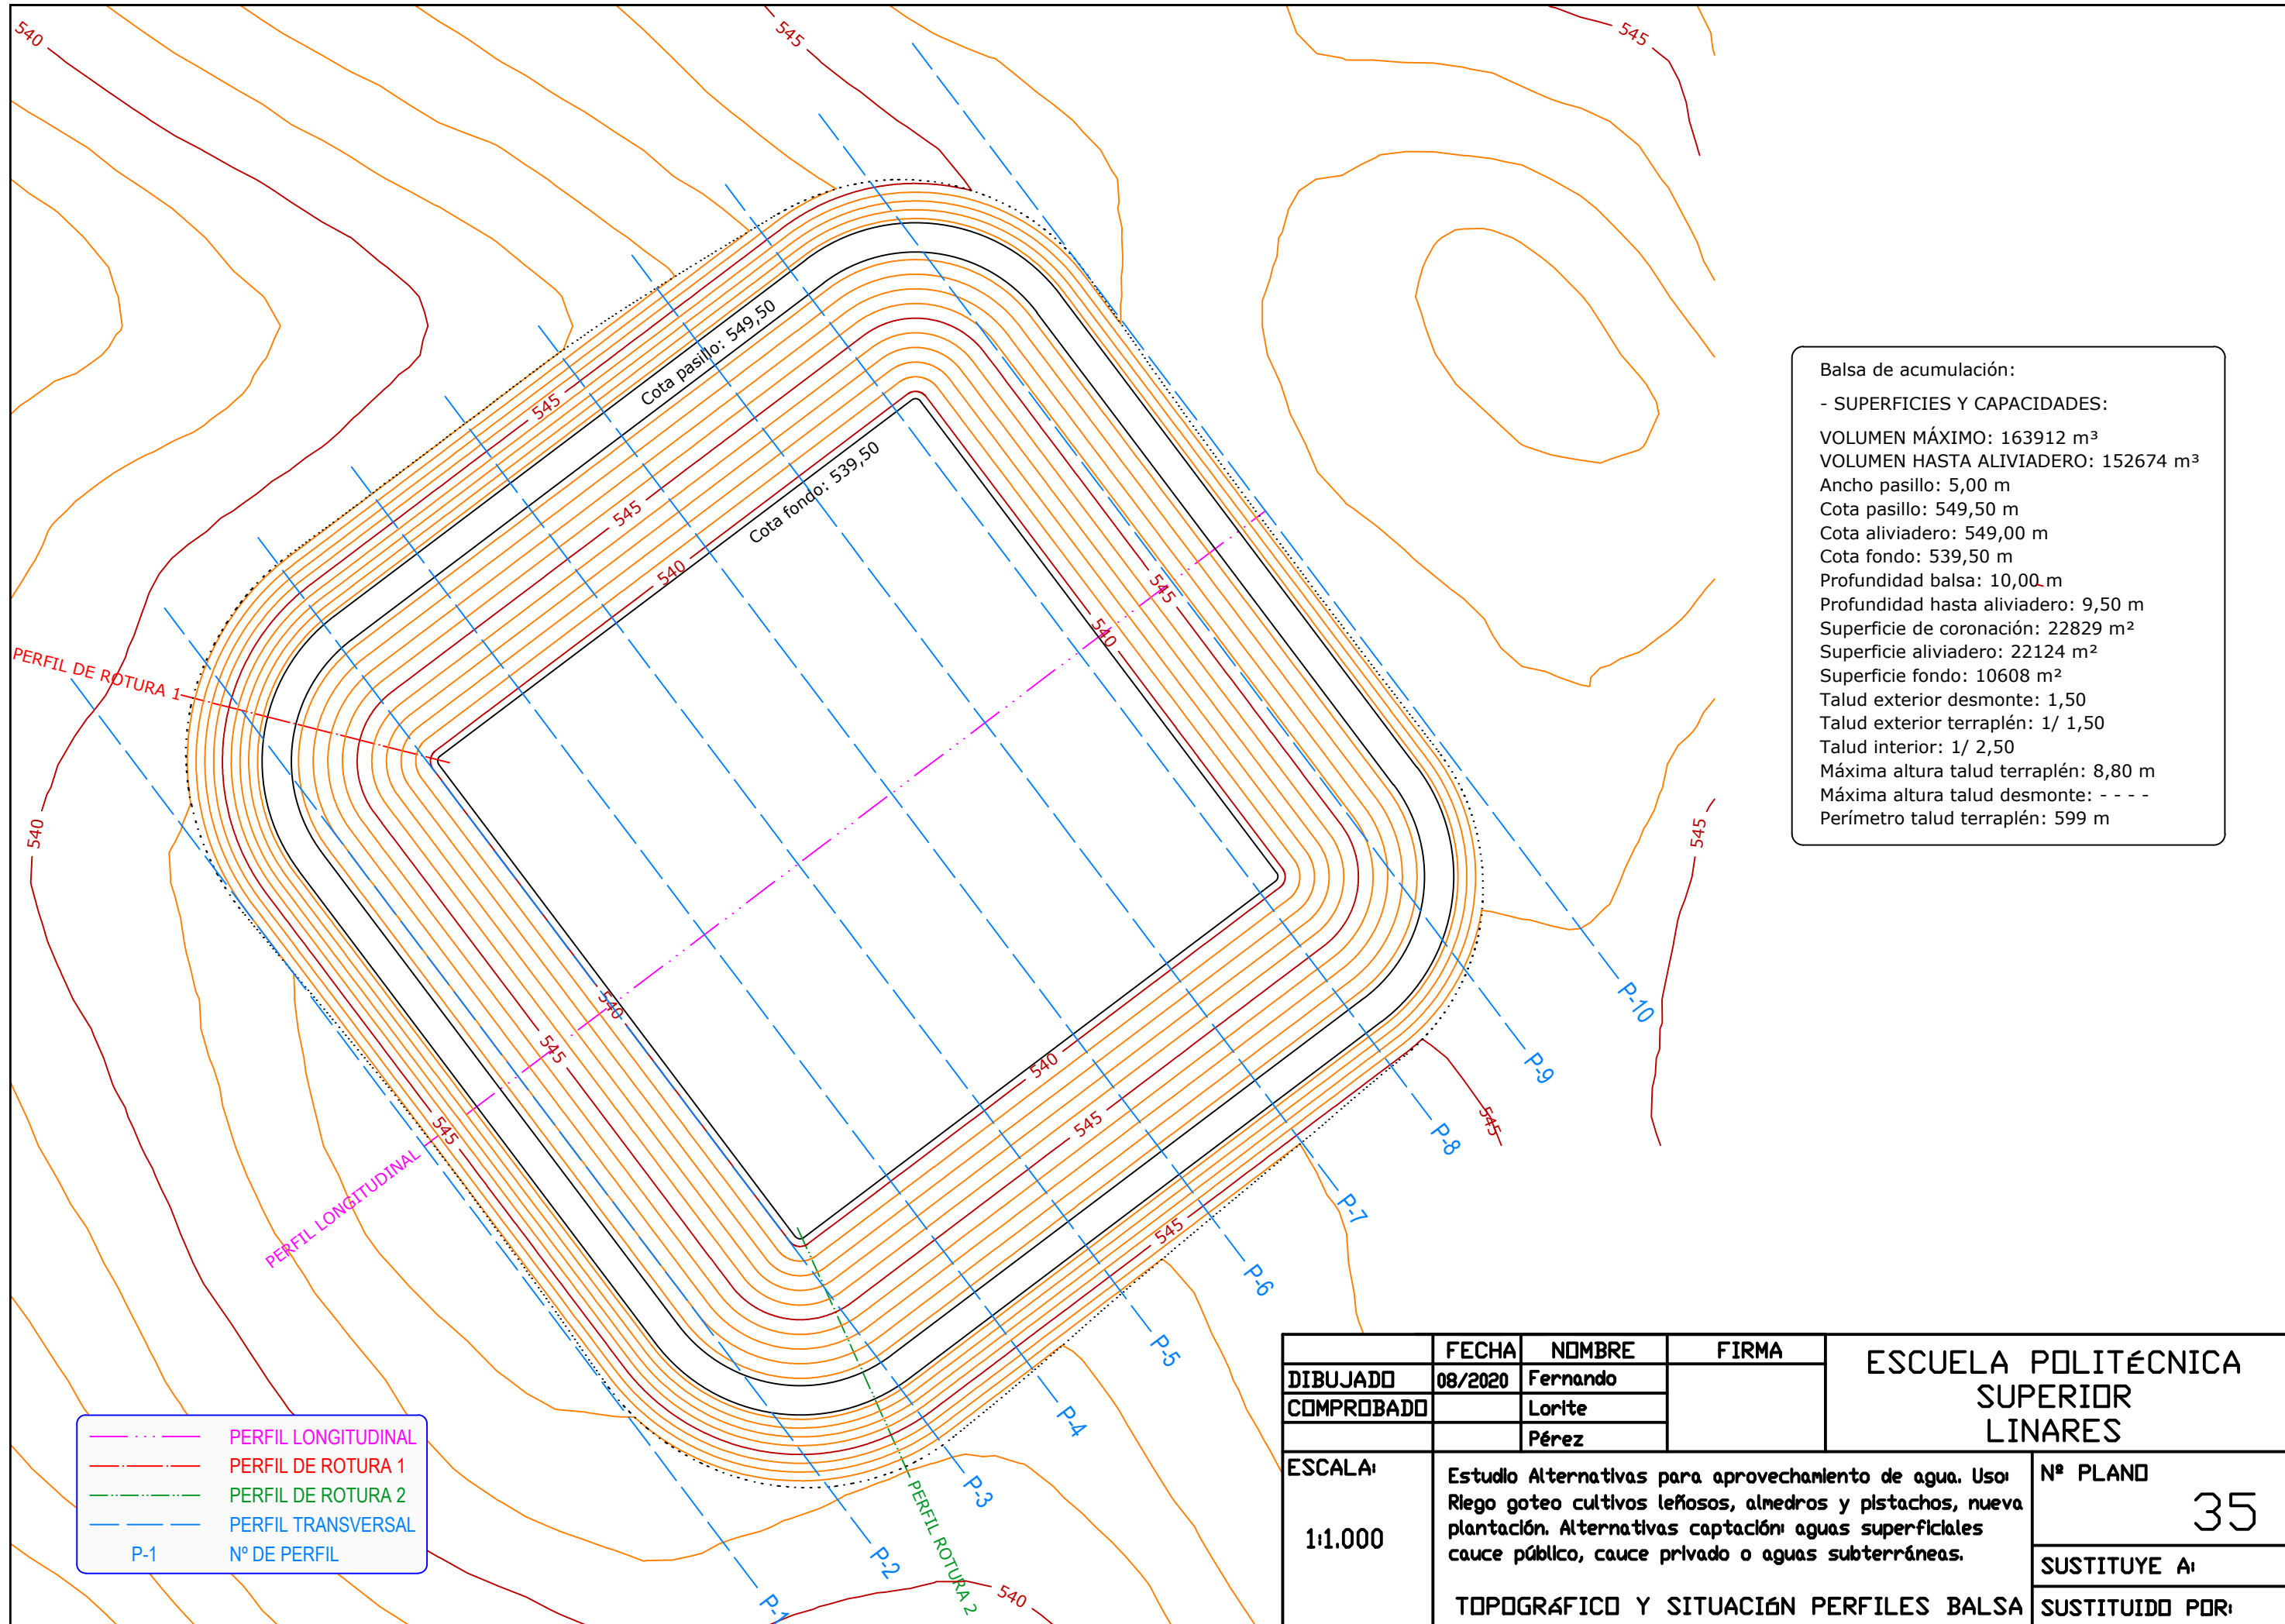 540
545
545
Cota pasillo: 549,50
545
Cota fondo: 539,50
545
540
545
540
PERFIL DE ROTURA 1
540
540
545
545
PERFIL LONGITUDINAL
540
545
545
545
545
P-10
P-9
P-8
P-7
P-6
P-5
P-4
P-3
P-2
P-1
PERFIL ROTURA 2
540
Balsa de acumulación:
- SUPERFICIES Y CAPACIDADES:
VOLUMEN MÁXIMO: 163912 m³
VOLUMEN HASTA ALIVIADERO: 152674 m³
Ancho pasillo: 5,00 m
Cota pasillo: 549,50 m
Cota aliviadero: 549,00 m
Cota fondo: 539,50 m
Profundidad balsa: 10,00 m
Profundidad hasta aliviadero: 9,50 m
Superficie de coronación: 22829 m²
Superficie aliviadero: 22124 m²
Superficie fondo: 10608 m²
Talud exterior desmonte: 1,50
Talud exterior terraplén: 1/ 1,50
Talud interior: 1/ 2,50
Máxima altura talud terraplén: 8,80 m
Máxima altura talud desmonte: - - - -
Perímetro talud terraplén: 599 m
PERFIL LONGITUDINAL
PERFIL DE ROTURA 1
PERFIL DE ROTURA 2
PERFIL TRANSVERSAL
P-1 Nº DE PERFIL
FECHA NOMBRE FIRMA
DIBUJADO 08/2020 Fernando
COMPROBADO Lorite
Pérez
ESCUELA POLITéCNICA
SUPERIOR
LINARES
ESCALA:
1:1.000
Estudio Alternativas para aprovechamiento de agua. Uso:
Riego goteo cultivos leñosos, almedros y pistachos, nueva
plantación. Alternativas captación: aguas superficiales
cauce público, cauce privado o aguas subterráneas.
TOPOGRáFICO Y SITUACIóN PERFILES BALSA
Nº PLANO
35
SUSTITUYE A:
SUSTITUIDO POR: